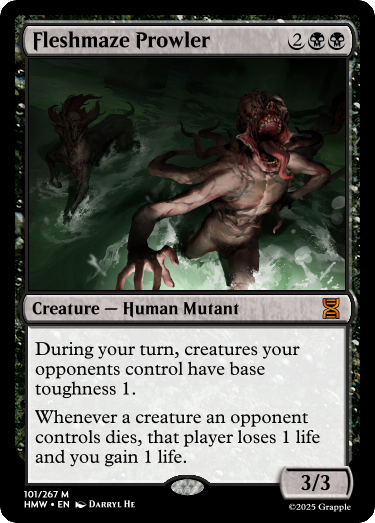 Fleshmaze Prowler 2
Creature — Human Mutant
During your turn, creatures your
opponents control have base
toughness 1.
Whenever a creature an opponent
controls dies, that player loses 1 life
and you gain 1 life.
3/3
101/267 M
HMW • EN Darryl He
©2025 Grapple